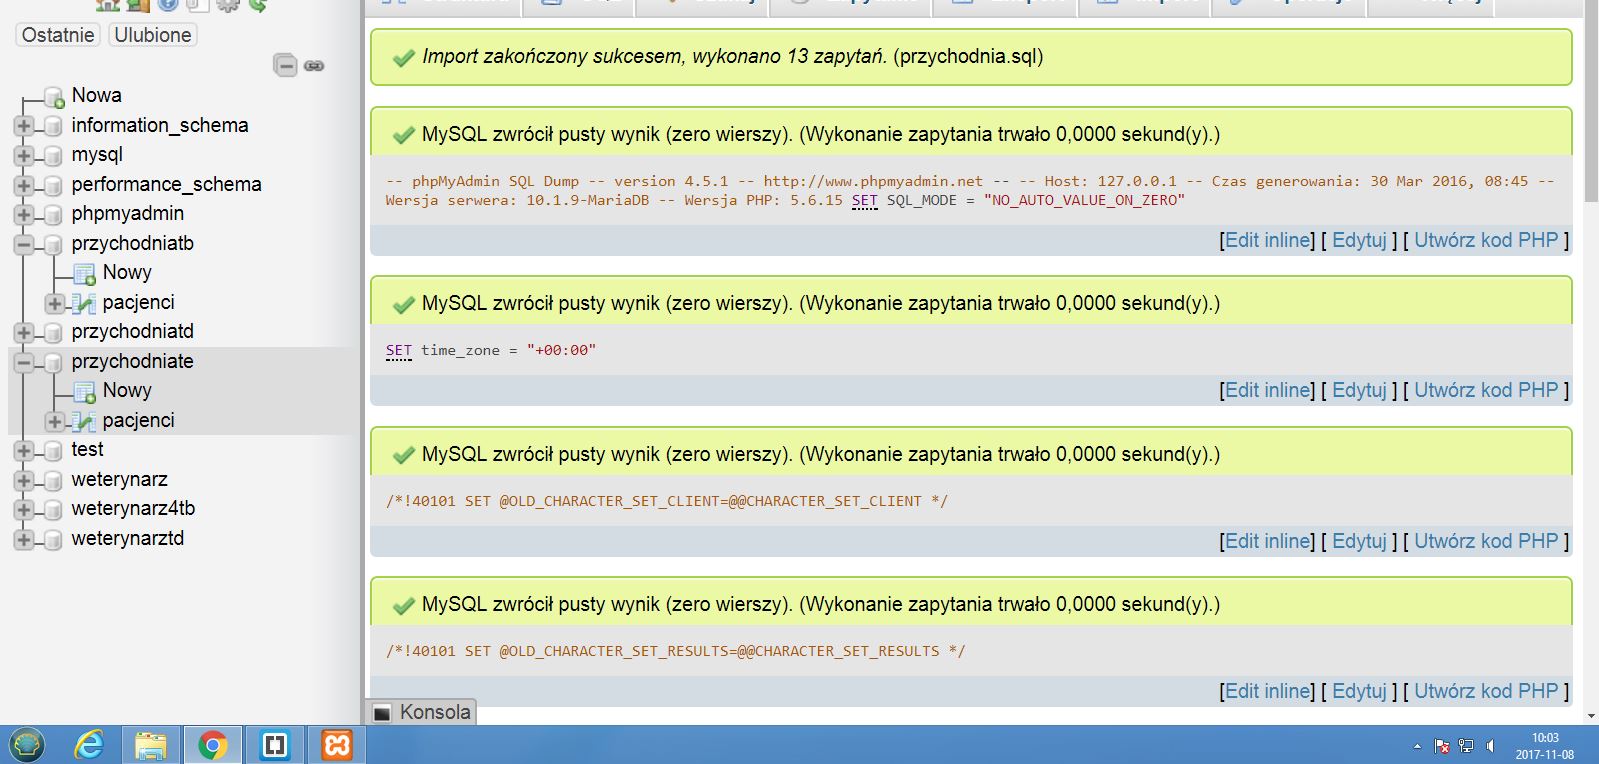 Ostatnie Ulubione
Nowa
information_schema
mysql
performance_schema
phpmyadmin
przychodniatb
Nowy
pacjenci
przychodniatd
przychodniate
Nowy
pacjenci
test
weterynarz
weterynarz4tb
weterynarztd
Import zakończony sukcesem, wykonano 13 zapytań. (przychodnia.sql)
MySQL zwrócił pusty wynik (zero wierszy). (Wykonanie zapytania trwało 0,0000 sekund(y).)
-- phpMyAdmin SQL Dump -- version 4.5.1 -- http://www.phpmyadmin.net -- -- Host: 127.0.0.1 -- Czas generowania: 30 Mar 2016, 08:45 --
Wersja serwera: 10.1.9-MariaDB -- Wersja PHP: 5.6.15 SET SQL_MODE = "NO_AUTO_VALUE_ON_ZERO"
[Edit inline] [ Edytuj ] [ Utwórz kod PHP ]
MySQL zwrócił pusty wynik (zero wierszy). (Wykonanie zapytania trwało 0,0000 sekund(y).)
SET time_zone = "+00:00"
[Edit inline] [ Edytuj ] [ Utwórz kod PHP ]
MySQL zwrócił pusty wynik (zero wierszy). (Wykonanie zapytania trwało 0,0000 sekund(y).)
/*!40101 SET @OLD_CHARACTER_SET_CLIENT=@@CHARACTER_SET_CLIENT */
[Edit inline] [ Edytuj ] [ Utwórz kod PHP ]
MySQL zwrócił pusty wynik (zero wierszy). (Wykonanie zapytania trwało 0,0000 sekund(y).)
/*!40101 SET @OLD_CHARACTER_SET_RESULTS=@@CHARACTER_SET_RESULTS */
[Edit inline] [ Edytuj ] [ Utwórz kod PHP ]
Konsola
10:03
2017-11-08